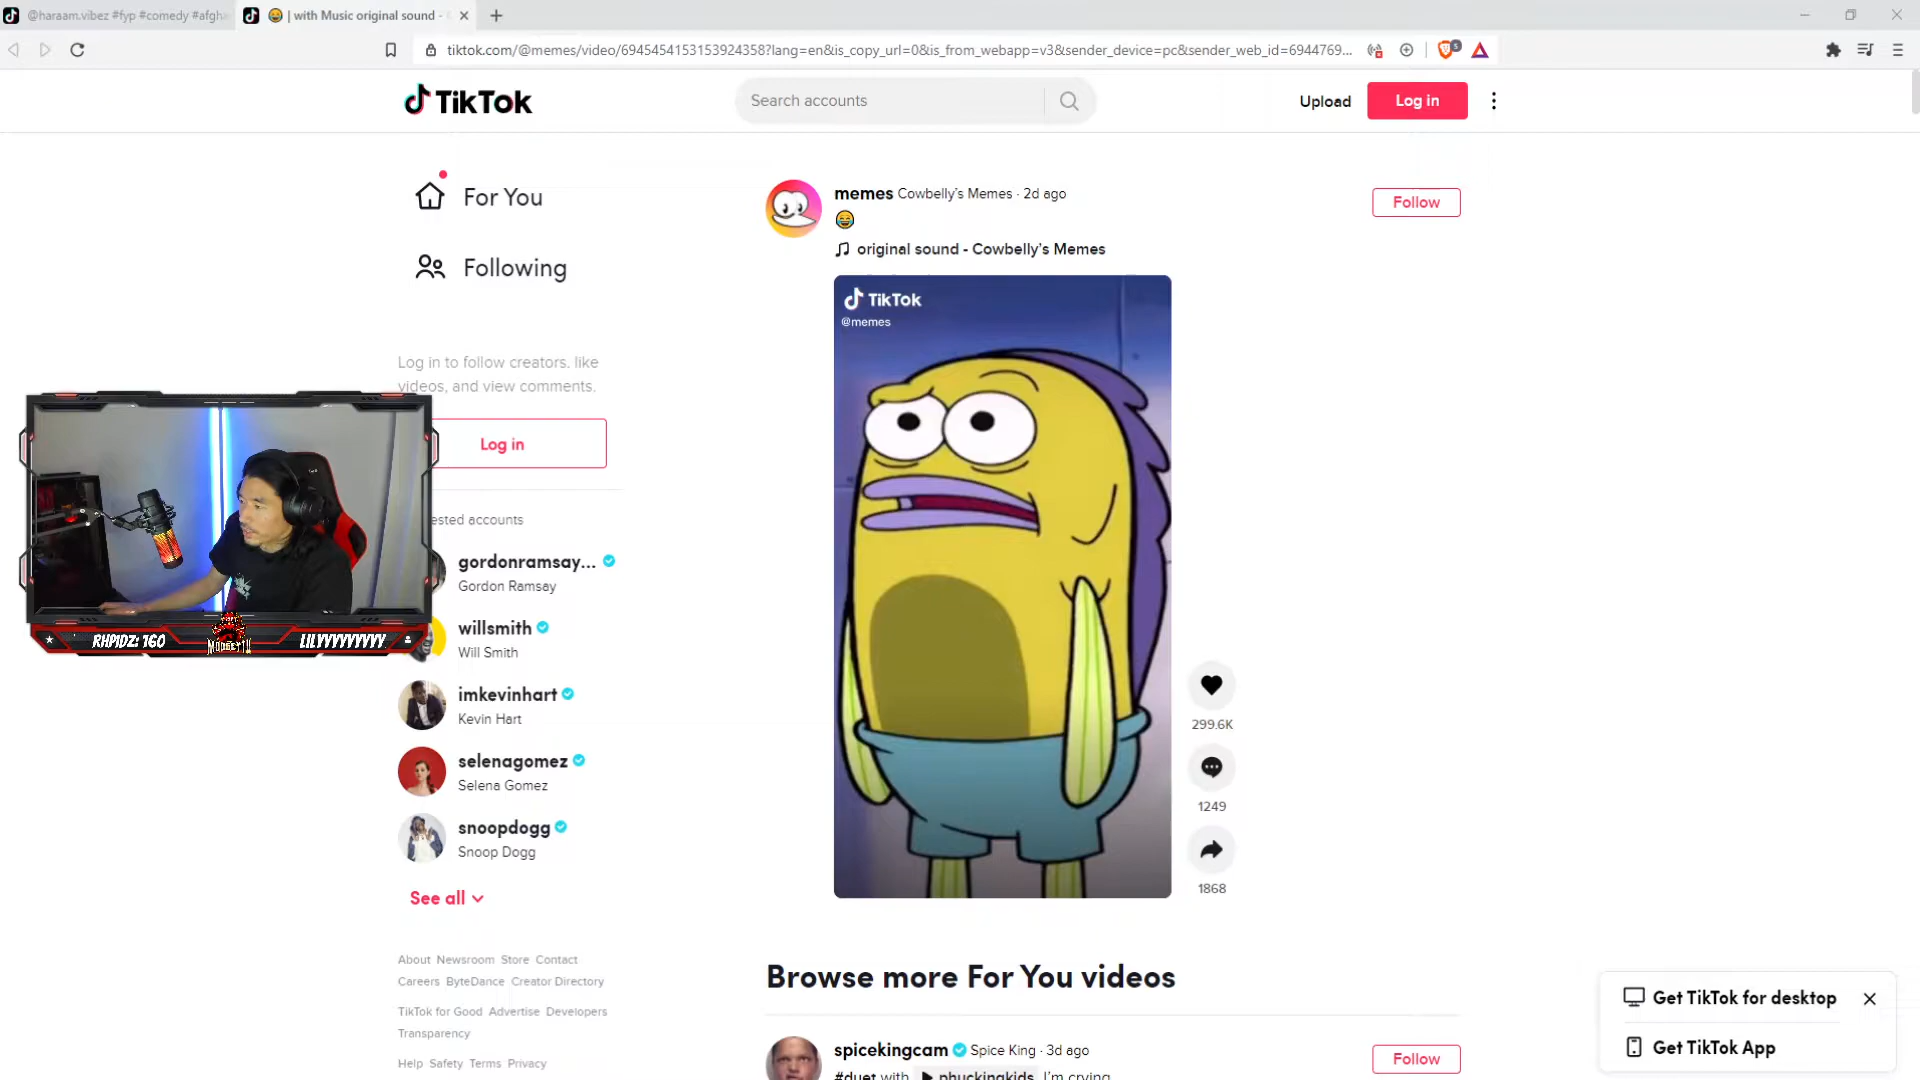 @haraam.vibez #fyp #comedy #afgha
😂 | with Music original sound -
tiktok.com/@memes/video/6945454153153924358?lang=en&is_copy_url=0&is_from_webapp=v3&sender_device=pc&sender_web_id=6944769...
5
TikTok
Search accounts
Upload
Log in
For You
Following
Log in to follow creators, like
videos, and view comments.
Log in
ested accounts
gordonramsay...
Gordon Ramsay
willsmith
Will Smith
imkevinhart
Kevin Hart
selenagomez
Selena Gomez
snoopdogg
Snoop Dogg
See all
About Newsroom Store Contact
Careers ByteDance Creator Directory
TikTok for Good Advertise Developers
Transparency
Help Safety Terms Privacy
RHPIDZ: 160
LILYYYYYYYYY
memes Cowbelly's Memes · 2d ago
😂
original sound - Cowbelly's Memes
Follow
TikTok
@memes
299.6K
1249
1868
Browse more For You videos
spicekingcam Spice King · 3d ago
#duet with phuckingkids I'm crying
Follow
Get TikTok for desktop
Get TikTok App